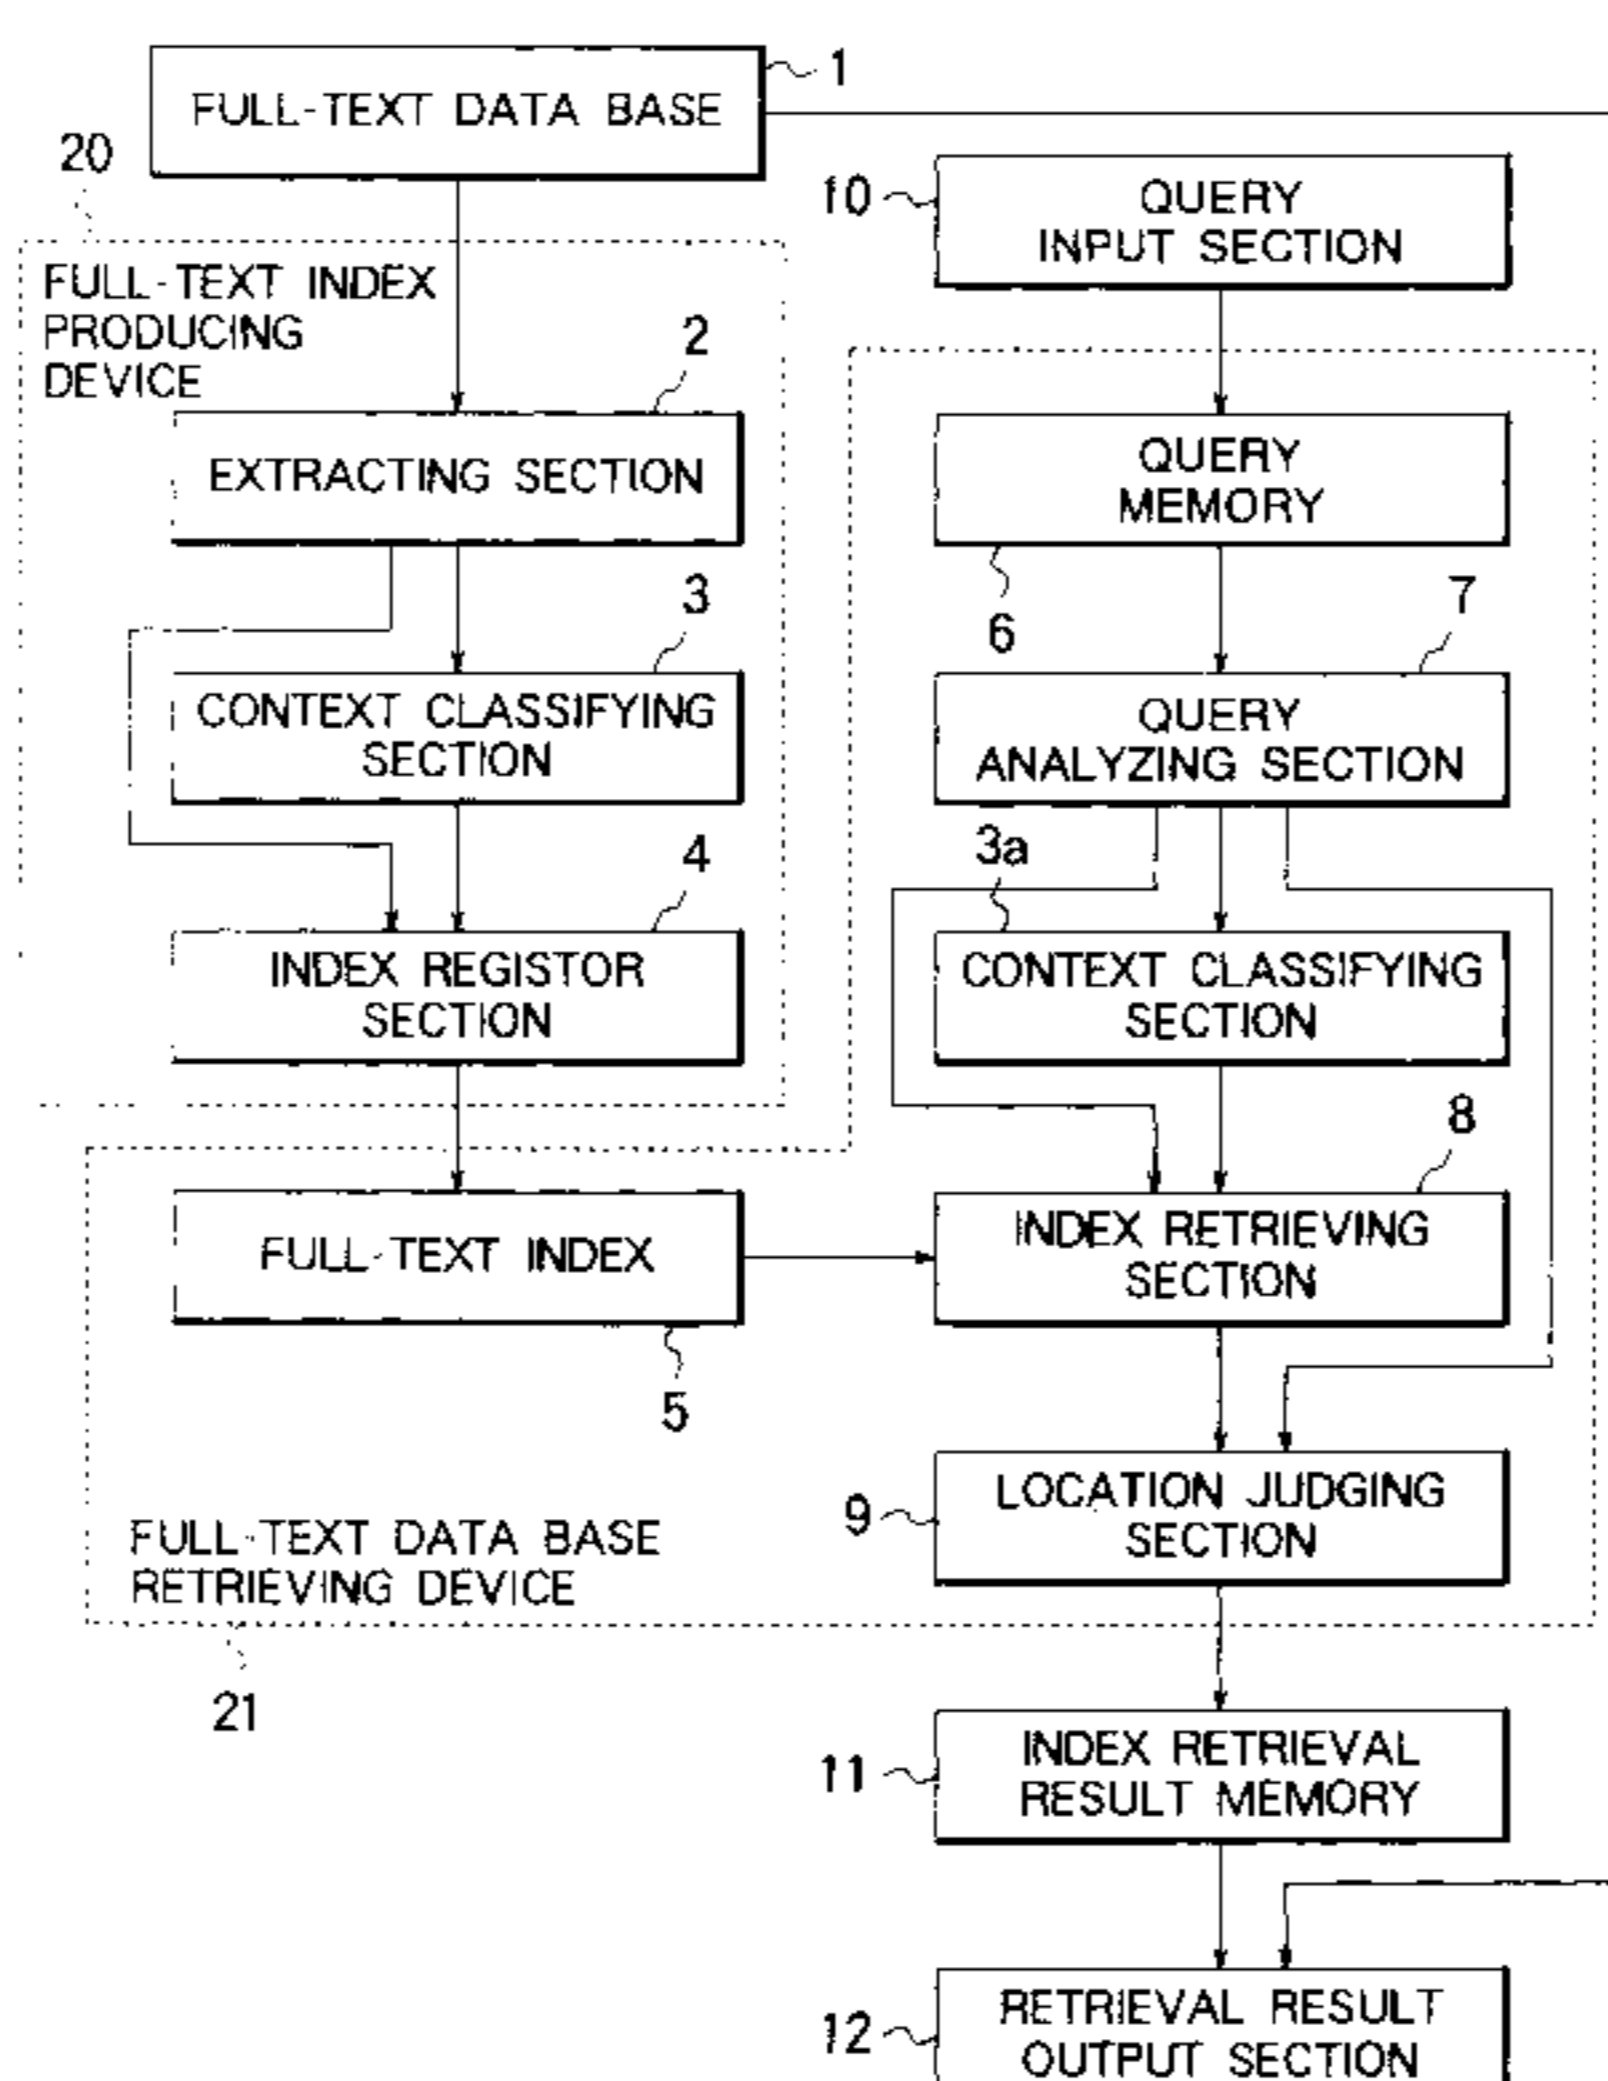 1
FULL-TEXT DATA BASE
20
10
QUERY
INPUT SECTION
FULL-TEXT INDEX
PRODUCING
DEVICE
2
EXTRACTING SECTION
QUERY
MEMORY
6
3
CONTEXT CLASSIFYING
SECTION
7
QUERY
ANALYZING SECTION
4
INDEX REGISTOR
SECTION
3a
CONTEXT CLASSIFYING
SECTION
FULL-TEXT INDEX
5
8
INDEX RETRIEVING
SECTION
9
LOCATION JUDGING
SECTION
FULL-TEXT DATA BASE
RETRIEVING DEVICE
21
11
INDEX RETRIEVAL
RESULT MEMORY
12
RETRIEVAL RESULT
OUTPUT SECTION